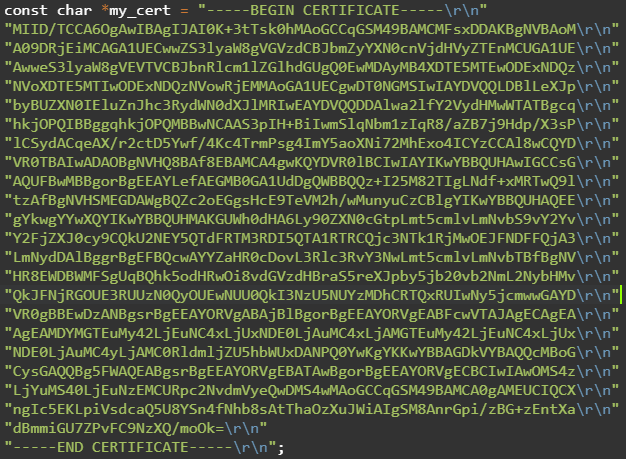 const char *my_cert = "-----BEGIN CERTIFICATE-----\r\n"
"MIID/TCCA6OgAwIBAgIJAI0K+3tTsk0hMAoGCCqGSM49BAMCMFsxDDAKBgNVBAoM\r\n"
"A09DRjEiMCAGA1UECwwZS3lyaW8gVGVzdCBJbmZyYXN0cnVjdHVyZTEnMCUGA1UE\r\n"
"AwweS3lyaW8gVEVTVCBJbnRlcm1lZGlhdGUgQ0EwMDAyMB4XDTE5MTEwODExNDQz\r\n"
"NVoXDTE5MTIwODExNDQzNVowRjEMMAoGA1UECgwDT0NGMSIwIAYDVQQLDBlLeXJp\r\n"
"byBUZXN0IEluZnJhc3RydWN0dXJlMRIwEAYDVQQDDAlwa2lfY2VydHMwWTATBgcq\r\n"
"hkjOPQIBBggqhkjOPQMBBwNCAAS3pIH+BiIwmSlqNbm1zIqR8/aZB7j9Hdp/X3sP\r\n"
"lCSydACqeAX/r2ctD5Ywf/4Kc4TrmPsg4ImY5aoXNi72MhExo4ICYzCCAl8wCQYD\r\n"
"VR0TBAIwADAOBgNVHQ8BAf8EBAMCA4gwKQYDVR0lBCIwIAYIKwYBBQUHAwIGCCsG\r\n"
"AQUFBwMBBgorBgEEAYLefAEGMB0GA1UdDgQWBBQQz+I25M82TIgLNdf+xMRTwQ9l\r\n"
"tzAfBgNVHSMEGDAWgBQZc2oEGgsHcE9TeVM2h/wMunyuCzCBlgYIKwYBBQUHAQEE\r\n"
"gYkwgYYwXQYIKwYBBQUHMAKGUWh0dHA6Ly90ZXN0cGtpLmt5cmlvLmNvbS9vY2Yv\r\n"
"Y2FjZXJ0cy9CQkU2NEY5QTdFRTM3RDI5QTA1RTRCQjc3NTk1RjMwOEJFNDFFQjA3\r\n"
"LmNydDAlBggrBgEFBQcwAYYZaHR0cDovL3Rlc3RvY3NwLmt5cmlvLmNvbTBfBgNV\r\n"
"HR8EWDBWMFSgUqBQhk5odHRwOi8vdGVzdHBraS5reXJpby5jb20vb2NmL2NybHMv\r\n"
"QkJFNjRGOUE3RUUzN0QyOUEwNUU0QkI3NzU5NUYzMDhCRTQxRUIwNy5jcmwwGAYD\r\n"
"VR0gBBEwDzANBgsrBgEEAYORVgABAjBlBgorBgEEAYORVgEABFcwVTAJAgECAgEA\r\n"
"AgEAMDYMGTEuMy42LjEuNC4xLjUxNDE0LjAuMC4xLjAMGTEuMy42LjEuNC4xLjUx\r\n"
"NDE0LjAuMC4yLjAMC0RldmljZU5hbWUxDANPQ0YwKgYKKwYBBAGDkVYBAQQcMBoG\r\n"
"CysGAQQBg5FWAQEABgsrBgEEAYORVgEBATAwBgorBgEEAYORVgECBCIwIAwOMS4z\r\n"
"LjYuMS40LjEuNzEMCURpc2NvdmVyeQwDMS4wMAoGCCqGSM49BAMCA0gAMEUCIQCX\r\n"
"ngIc5EKLpiVsdcaQ5U8YSn4fNhb8sAtThaOzXuJWiAIgSM8AnrGpi/zBG+zEntXa\r\n"
"dBmmiGU7ZPvFC9NzXQ/moOk=\r\n"
"-----END CERTIFICATE-----\r\n";